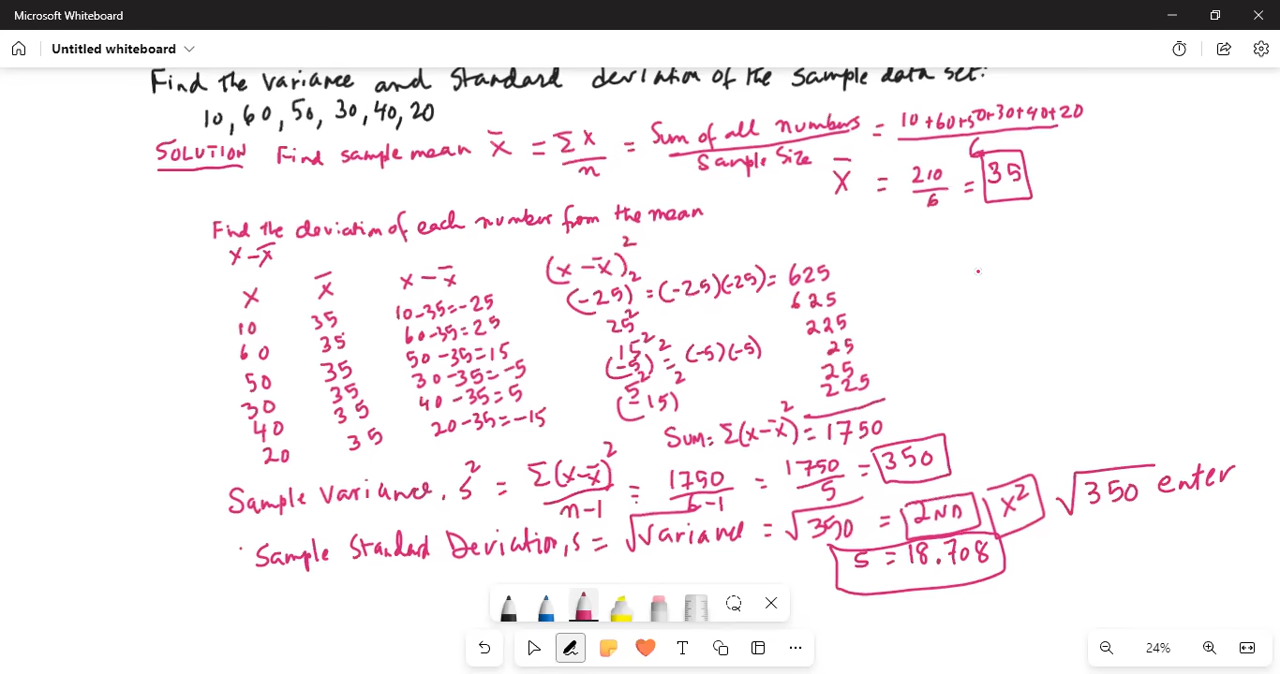 Microsoft Whiteboard
Untitled whiteboard
Find the variance and standard deviation of the sample data set:
10, 60, 50, 30, 40, 20
SOLUTION Find sample mean x̄ = Σx/n = Sum of all numbers/Sample Size = 10+60+50+30+40+20/6
x̄ = 210/6 = 35
Find the deviation of each number from the mean
x-x̄
x x̄ x-x̄ (x-x̄)²
10 35 10-35=-25 (-25)² = (-25)(-25) = 625
60 35 60-35=25 25² 625
50 35 50-35=15 15² 225
30 35 30-35=-5 (-5)² = (-5)(-5) 25
40 35 40-35=5 5² 25
20 35 20-35=-15 (-15)² 225
Sum: Σ(x-x̄)² = 1750
Sample Variance, s² = Σ(x-x̄)²/n-1 = 1750/6-1 = 1750/5 = 350
Sample Standard Deviation, s = √Variance = √350 = 2ND x² √350 enter
s = 18.708
24%